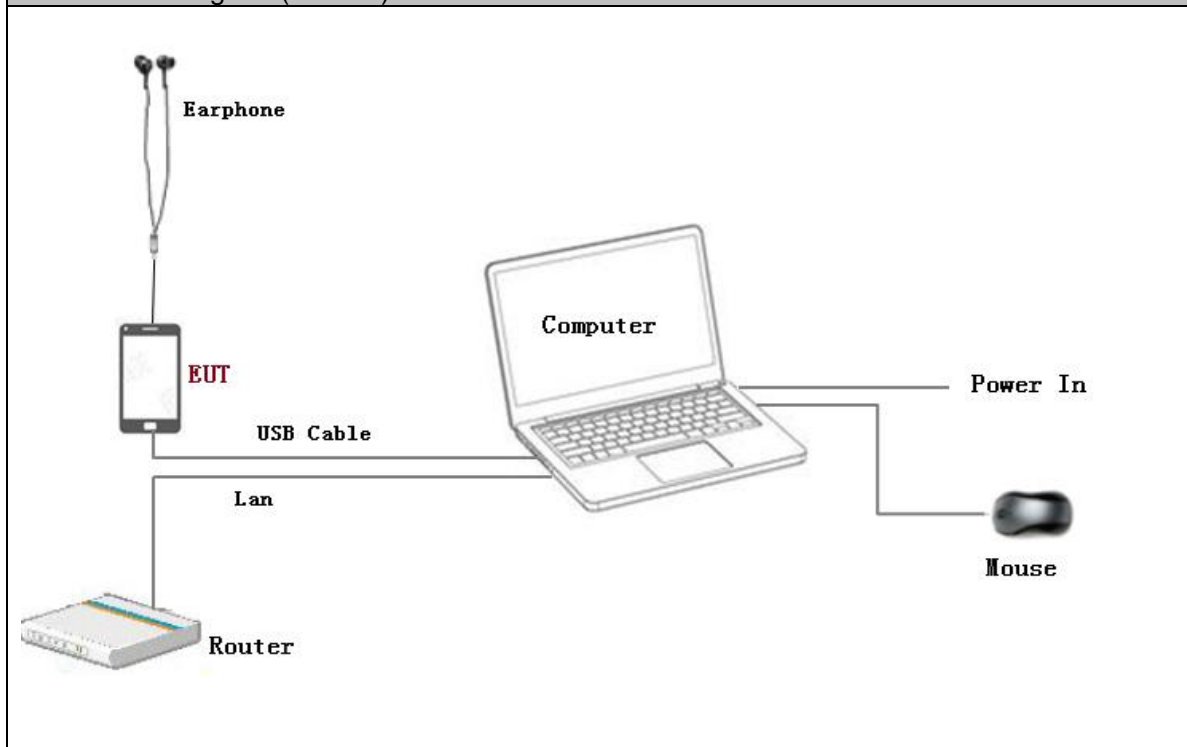 Earphone
Computer
EUT
Power In
USB Cable
Lan
Mouse
Router